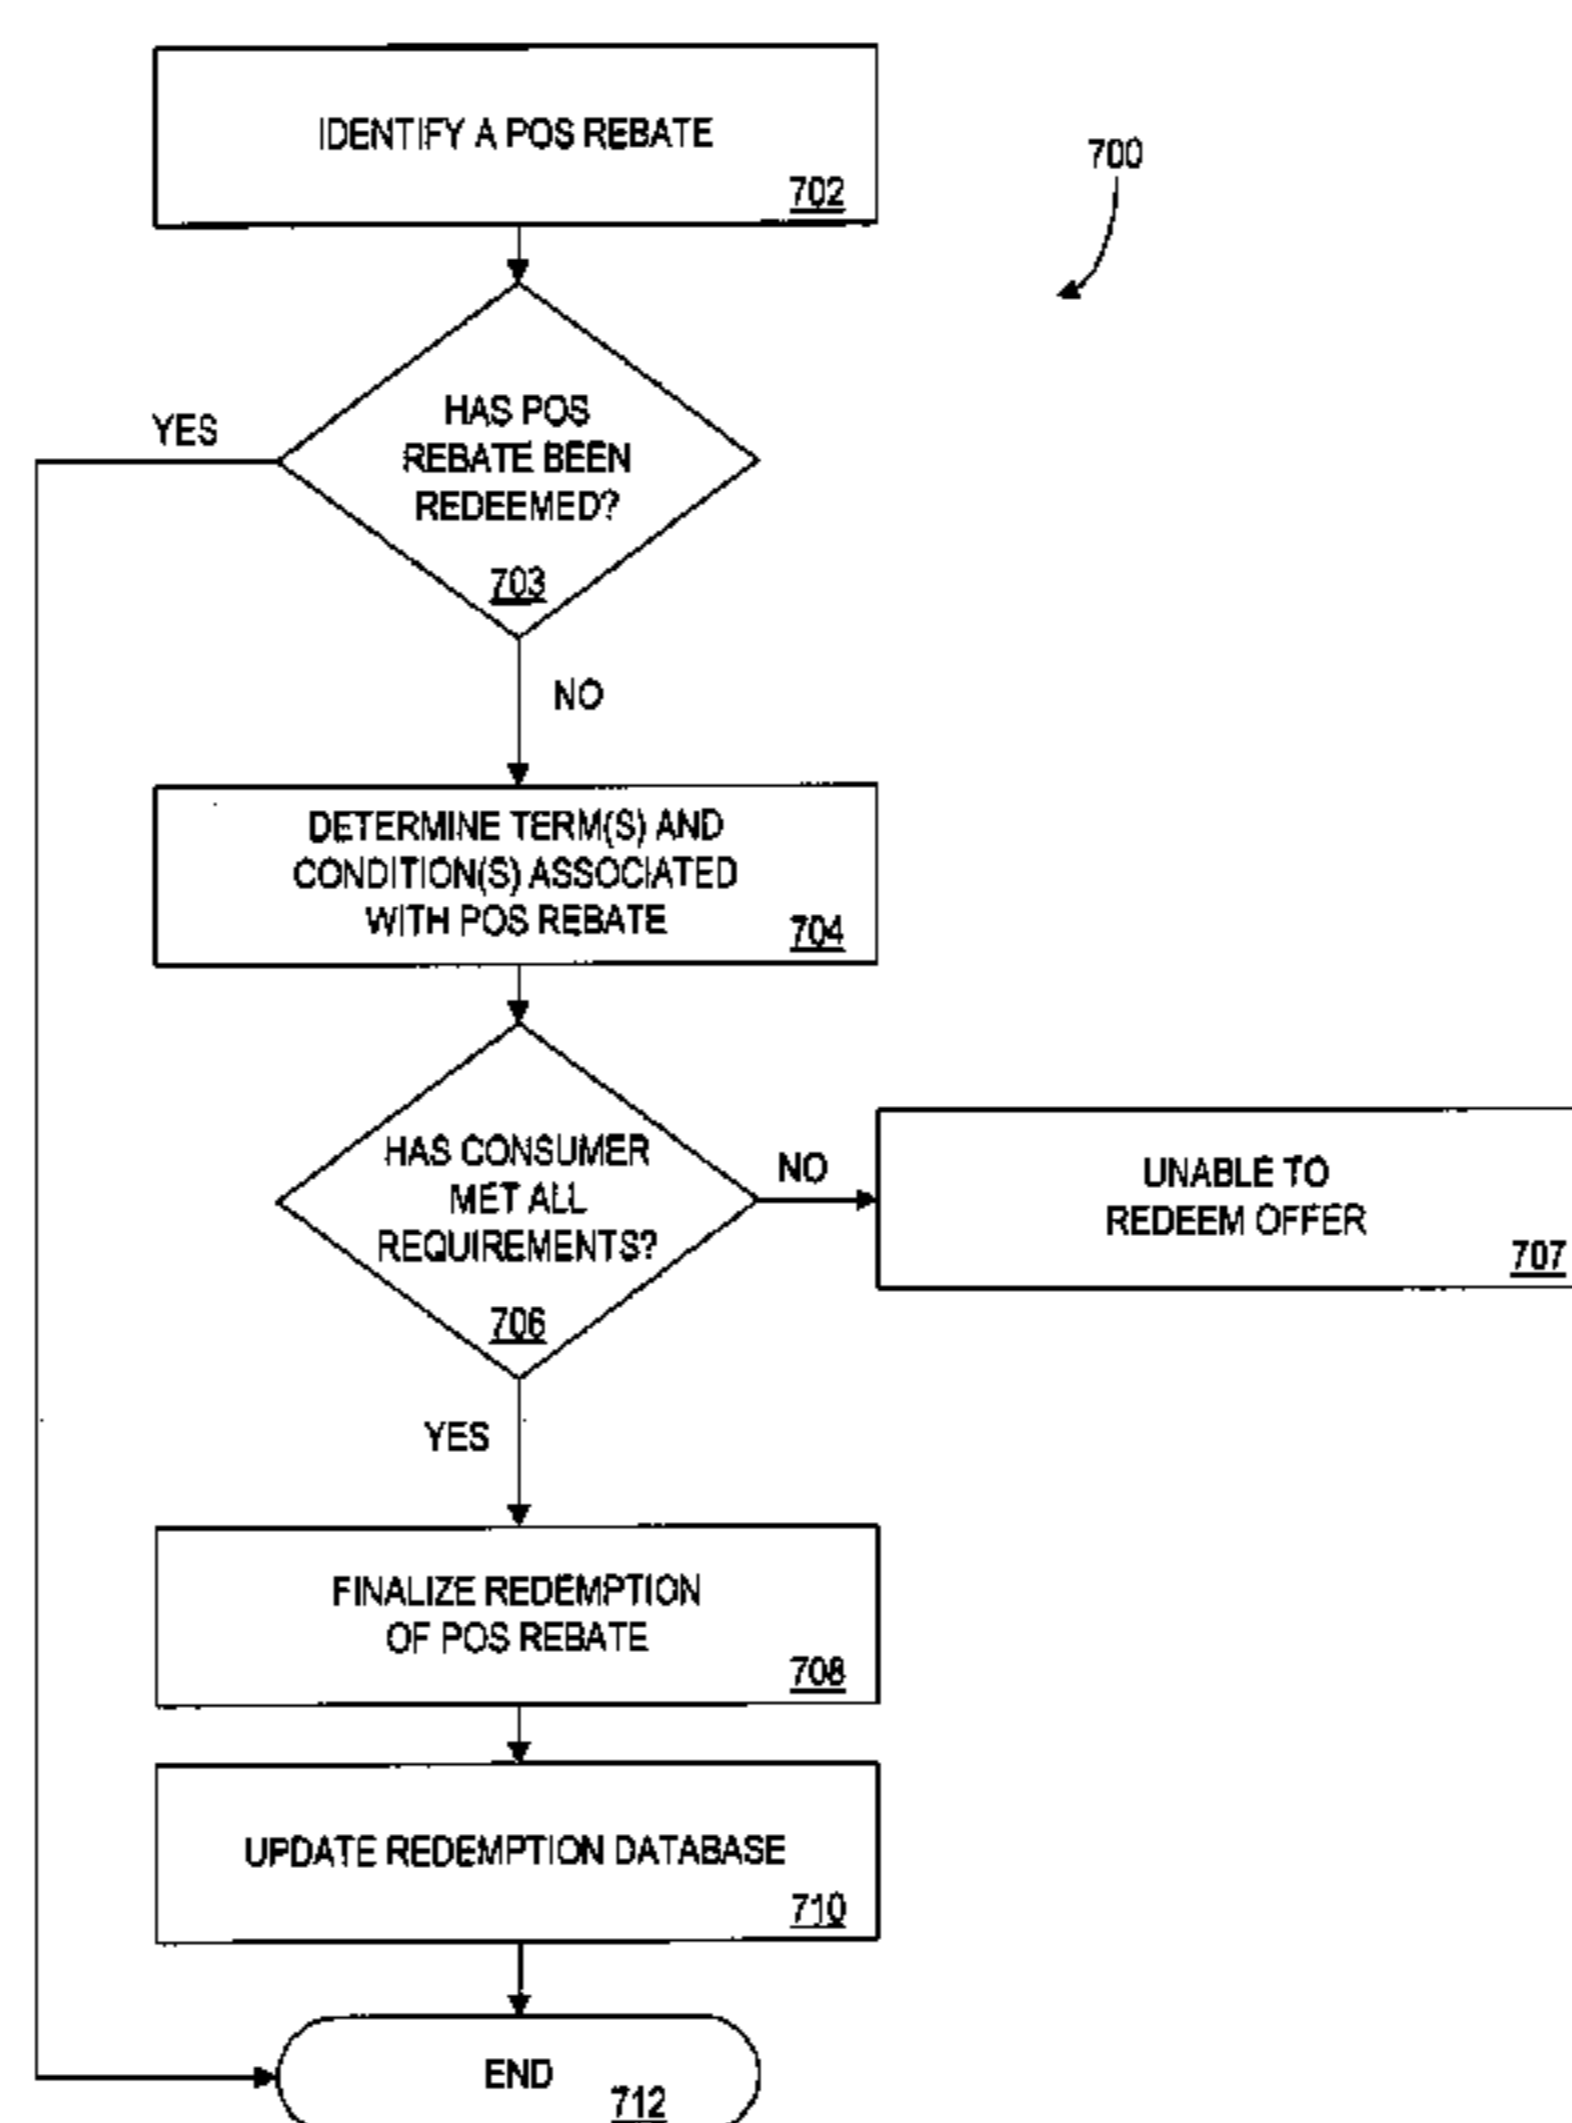 IDENTIFY A POS REBATE
702
700
HAS POS
REBATE BEEN
REDEEMED?
703
YES
NO
DETERMINE TERM(S) AND
CONDITION(S) ASSOCIATED
WITH POS REBATE
704
HAS CONSUMER
MET ALL
REQUIREMENTS?
706
NO
UNABLE TO
REDEEM OFFER
707
YES
FINALIZE REDEMPTION
OF POS REBATE
708
UPDATE REDEMPTION DATABASE
710
END
712